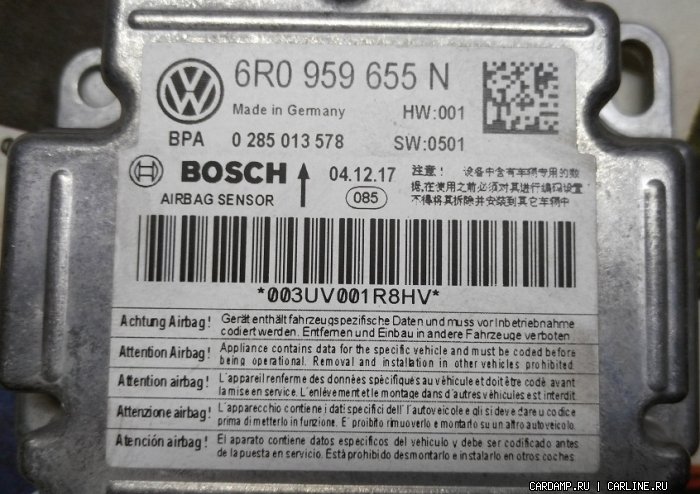 6R0 959 655 N
Made in Germany HW:001
BPA 0 285 013 578 SW:0501
BOSCH 04.12.17
AIRBAG SENSOR 085
注意! 设备中含有车辆专用的数
据,在使用之前必须对其进行编码设置
不得将其拆除并安装到其它车辆中
*003UV001R8HV*
Achtung Airbag! Gerät enthält fahrzeugspezifische Daten und muss vor Inbetriebnahme
codiert werden. Entfernen und Einbau in andere Fahrzeuge verboten
Attention Airbag! Appliance contains data for the specific vehicle and must be coded before
being operational. Removal and installation in other vehicles prohibited.
Attention airbag! L'appareil renferme des données spécifiques au véhicule et doit être codé avant
la mise en service. L'enlèvement et le montage dans d'autres véhicules est interdit.
Attenzione airbag! L'apparecchio contiene i dati specifici dell'autoveicolo e gli si deve dare u codice
prima di metterlo in funzione. E' proibito rimuoverlo e montarlo su un altro autoveicolo.
Atención airbag! El aparato contiene datos específicos del vehículo y debe ser codificado antes
de la puesta en servicio. Está prohibido desmontarlo e instalarlo en otros coches
CARDAMP.RU | CARLINE.RU